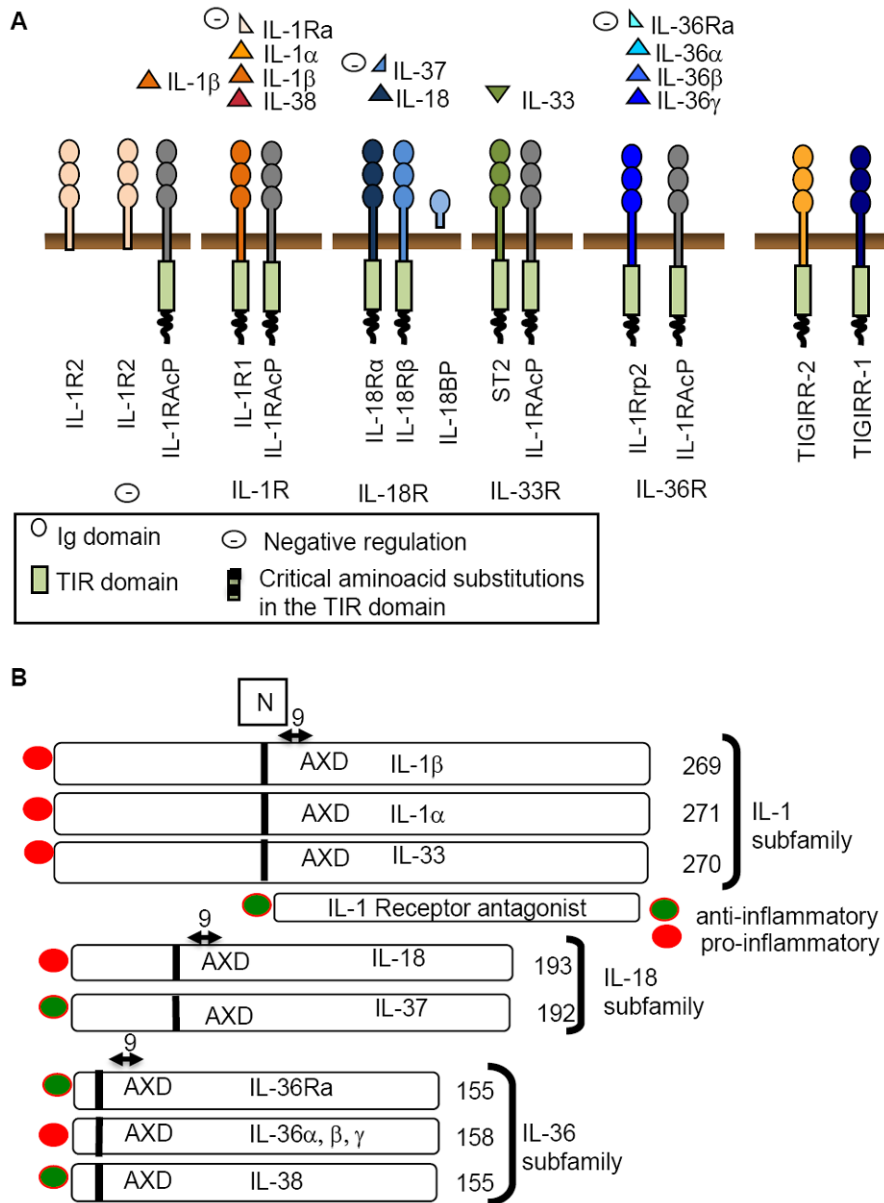 A
- IL-1Ra
IL-1α
IL-1β IL-1β
IL-38
- IL-37
IL-18
IL-33
- IL-36Ra
IL-36α
IL-36β
IL-36γ
IL-1R2
IL-1R2
IL-1RAcP
IL-1R1
IL-1RAcP
IL-18Rα
IL-18Rβ
IL-18BP
ST2
IL-1RAcP
IL-1Rrp2
IL-1RAcP
TIGIRR-2
TIGIRR-1
- IL-1R IL-18R IL-33R IL-36R
Ig domain
- Negative regulation
TIR domain
Critical aminoacid substitutions
in the TIR domain
B
N
9
AXD IL-1β 269
AXD IL-1α 271
AXD IL-33 270
IL-1
subfamily
IL-1 Receptor antagonist
anti-inflammatory
pro-inflammatory
9
AXD IL-18 193
AXD IL-37 192
IL-18
subfamily
9
AXD IL-36Ra 155
AXD IL-36α, β, γ 158
AXD IL-38 155
IL-36
subfamily